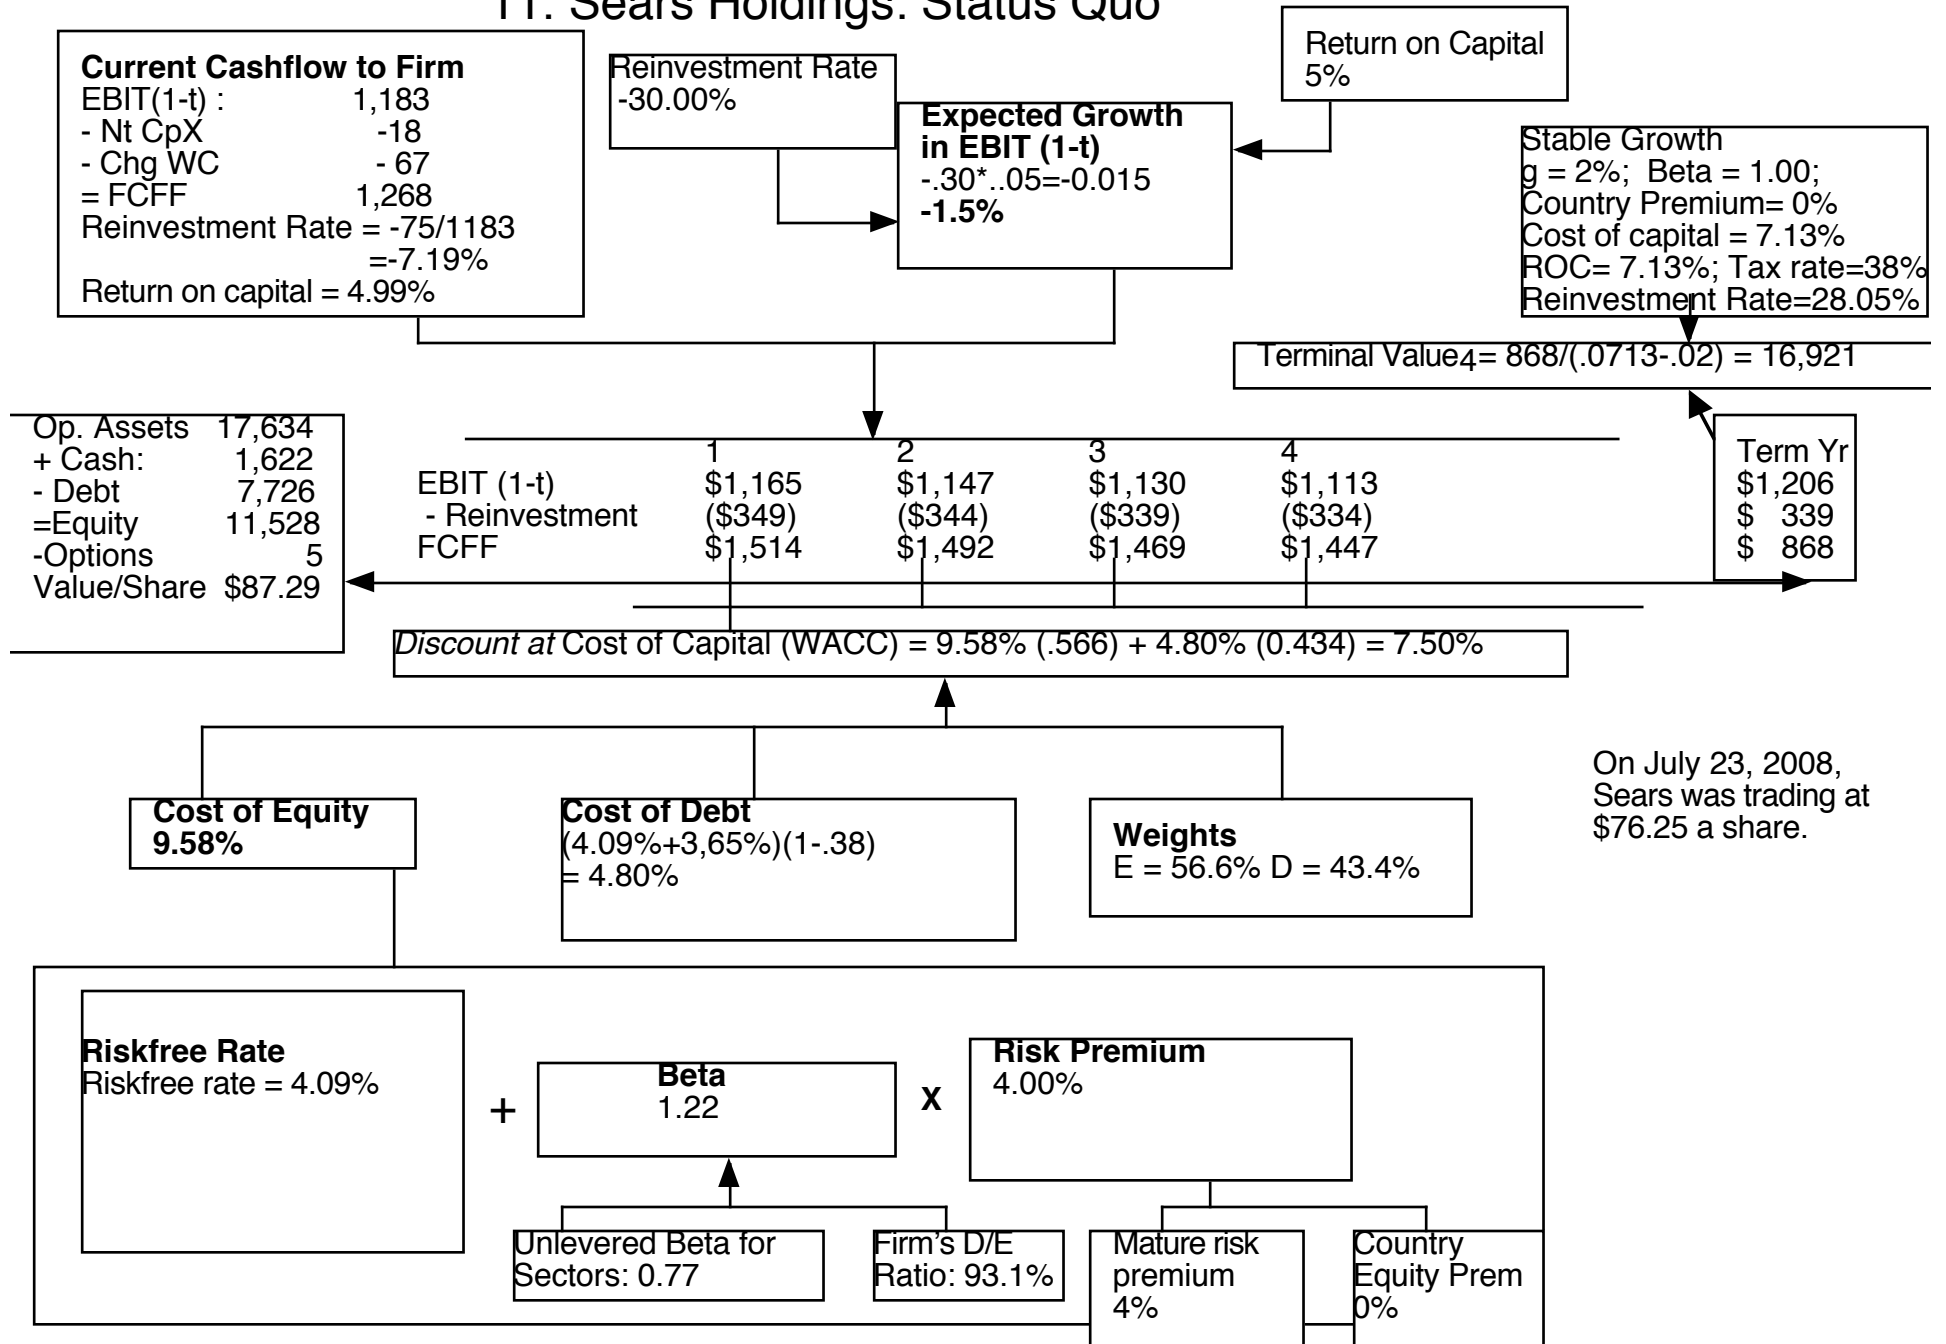 11. Sears Holdings: Status Quo
Current Cashflow to Firm
EBIT(1-t) : 1,183
- Nt CpX -18
- Chg WC - 67
= FCFF 1,268
Reinvestment Rate = -75/1183
=-7.19%
Return on capital = 4.99%
Reinvestment Rate
-30.00%
Expected Growth
in EBIT (1-t)
-.30*..05=-0.015
-1.5%
Return on Capital
5%
Stable Growth
g = 2%; Beta = 1.00;
Country Premium= 0%
Cost of capital = 7.13%
ROC= 7.13%; Tax rate=38%
Reinvestment Rate=28.05%
Terminal Value4= 868/(.0713-.02) = 16,921
Op. Assets 17,634
+ Cash: 1,622
- Debt 7,726
=Equity 11,528
-Options 5
Value/Share $87.29
1 2 3 4
EBIT (1-t) $1,165 $1,147 $1,130 $1,113
- Reinvestment ($349) ($344) ($339) ($334)
FCFF $1,514 $1,492 $1,469 $1,447
Term Yr
$1,206
$ 339
$ 868
Discount at Cost of Capital (WACC) = 9.58% (.566) + 4.80% (0.434) = 7.50%
On July 23, 2008,
Sears was trading at
$76.25 a share.
Cost of Equity
9.58%
Cost of Debt
(4.09%+3,65%)(1-.38)
= 4.80%
Weights
E = 56.6% D = 43.4%
Riskfree Rate
Riskfree rate = 4.09%
+
Beta
1.22
X
Risk Premium
4.00%
Unlevered Beta for
Sectors: 0.77
Firm's D/E
Ratio: 93.1%
Mature risk
premium
4%
Country
Equity Prem
0%